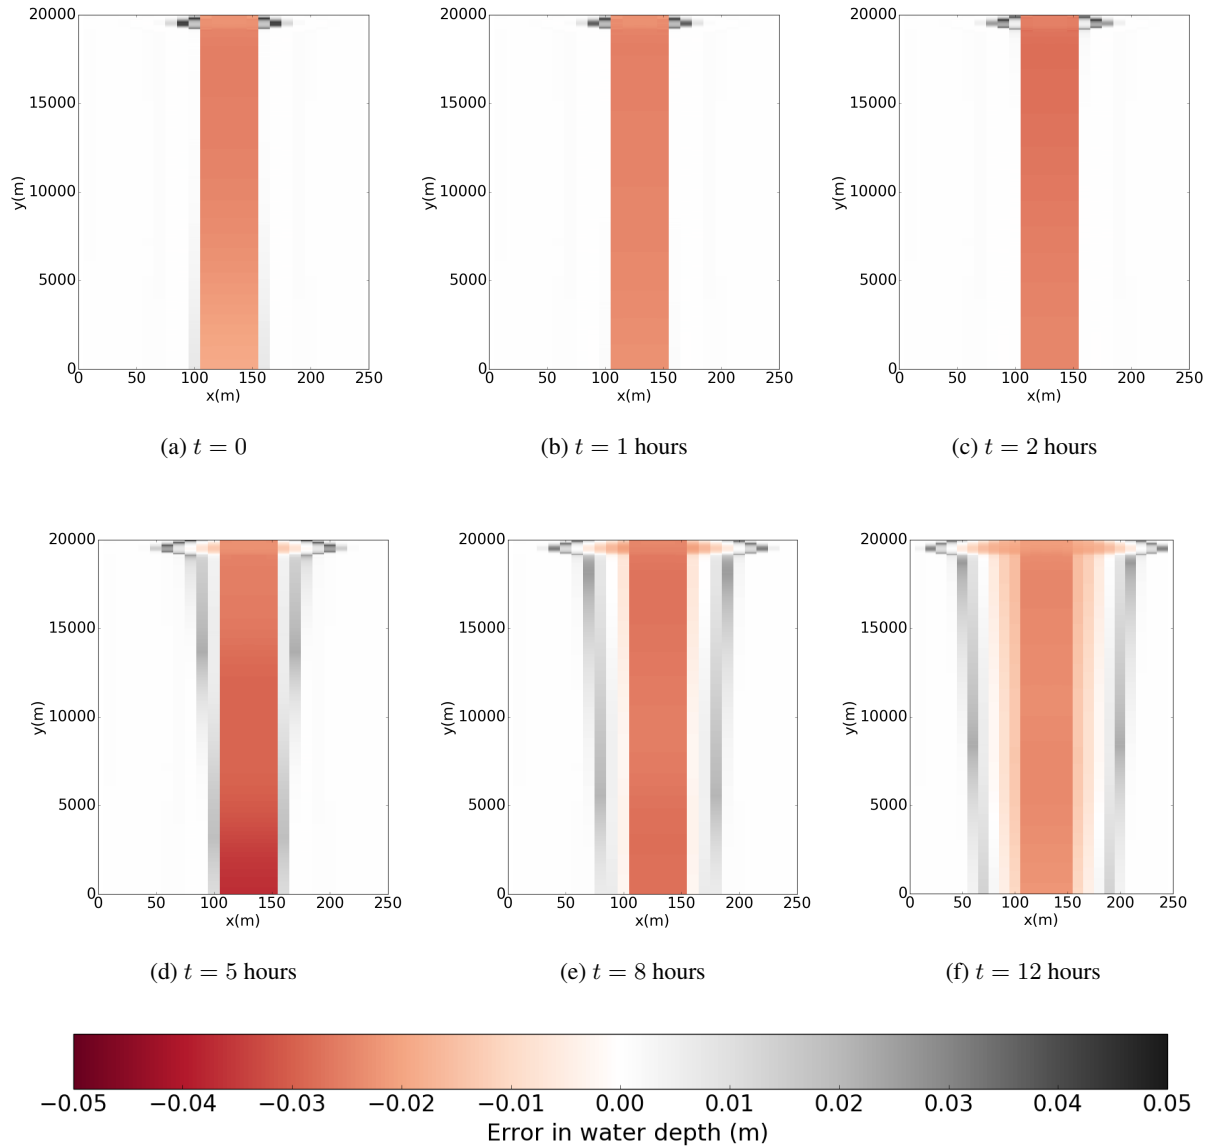 20000 20000 20000
15000 15000 15000
y(m) 10000 y(m) 10000 y(m) 10000
5000 5000 5000
0 0 0
0 50 100 150 200 250 0 50 100 150 200 250 0 50 100 150 200 250
x(m) x(m) x(m)
(a) t = 0 (b) t = 1 hours (c) t = 2 hours
20000 20000 20000
15000 15000 15000
y(m) 10000 y(m) 10000 y(m) 10000
5000 5000 5000
0 0 0
0 50 100 150 200 250 0 50 100 150 200 250 0 50 100 150 200 250
x(m) x(m) x(m)
(d) t = 5 hours (e) t = 8 hours (f) t = 12 hours
−0.05 −0.04 −0.03 −0.02 −0.01 0.00 0.01 0.02 0.03 0.04 0.05
Error in water depth (m)